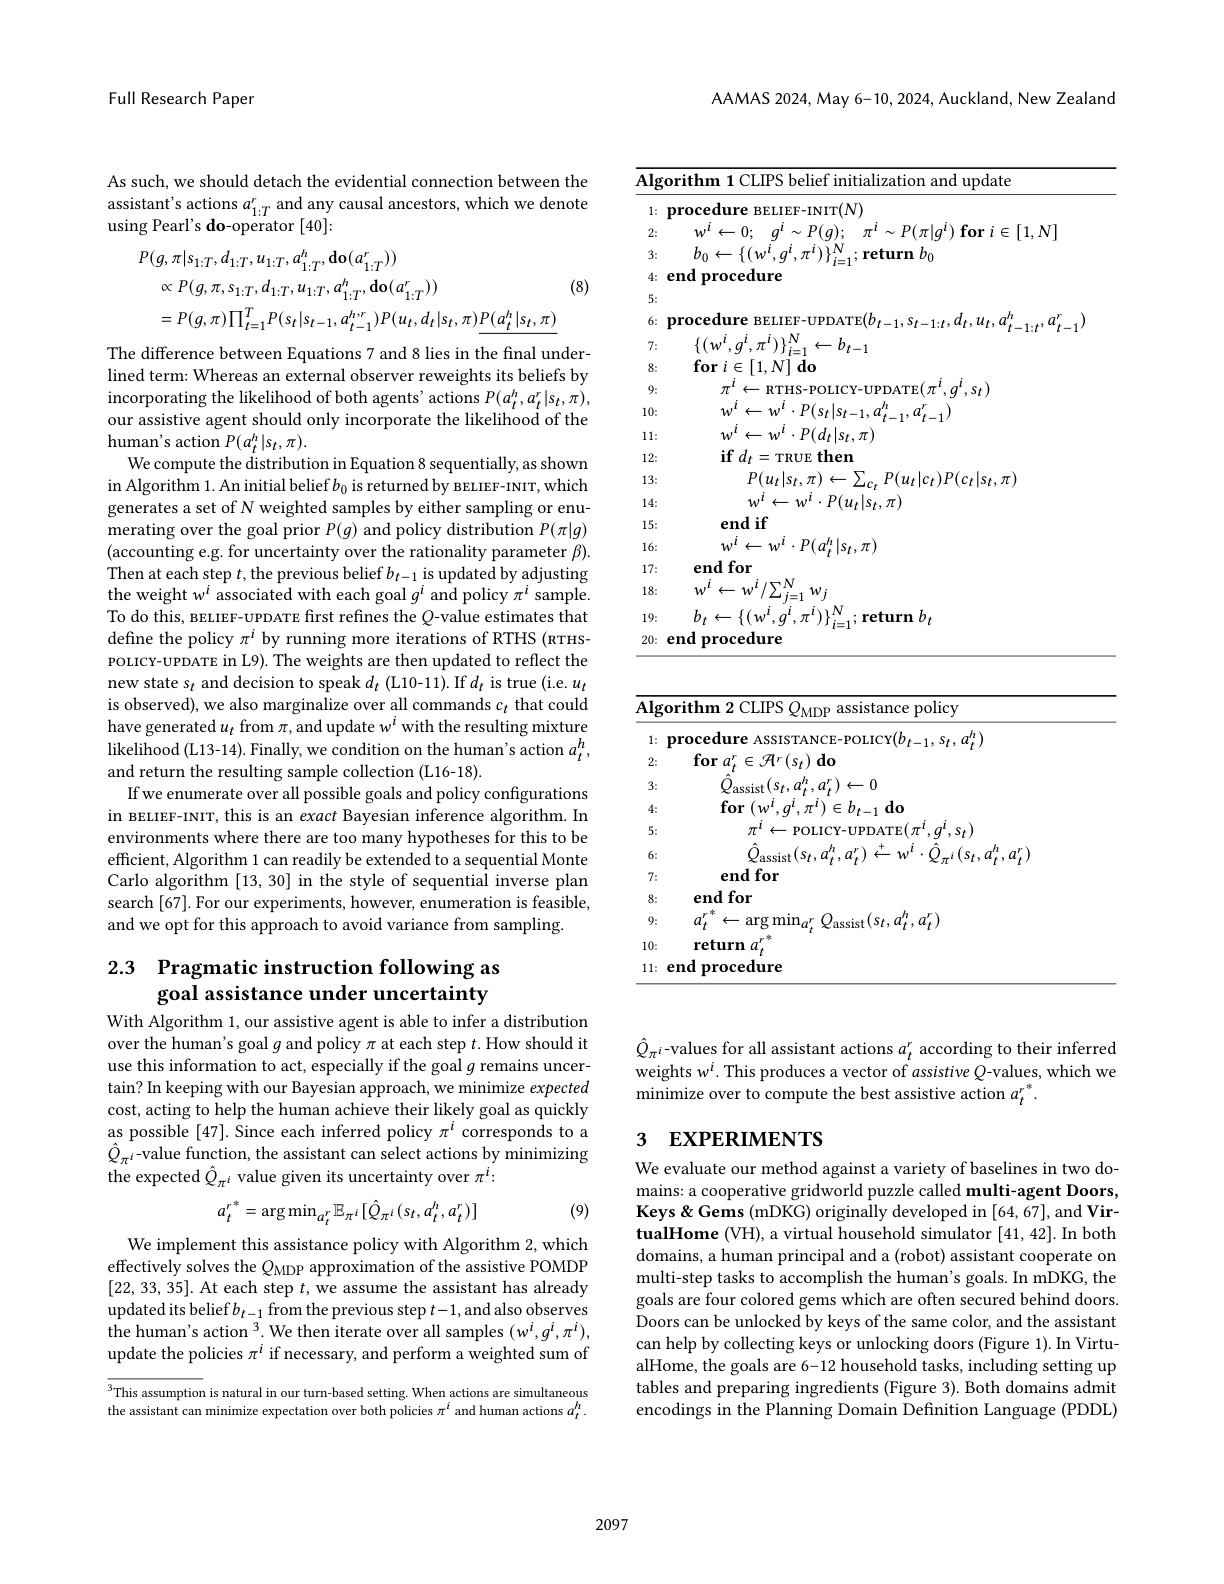 Full Research Paper
AAMAS 2024, May 6–10, 2024, Auckland, New Zealand
As such, we should detach the evidential connection between the
assistant's actions a^r_{1:T} and any causal ancestors, which we denote
using Pearl's do-operator [40]:
P(g, π|s_{1:T}, d_{1:T}, u_{1:T}, a^h_{1:T}, do(a^r_{1:T}))
∝ P(g, π, s_{1:T}, d_{1:T}, u_{1:T}, a^h_{1:T}, do(a^r_{1:T})) (8)
= P(g, π)∏^T_{t=1}P(s_t|s_{t−1}, a^{h,r}_{t−1})P(u_t, d_t|s_t, π)P(a^h_t|s_t, π)
The difference between Equations 7 and 8 lies in the final under-
lined term: Whereas an external observer reweights its beliefs by
incorporating the likelihood of both agents' actions P(a^h_t, a^r_t|s_t, π),
our assistive agent should only incorporate the likelihood of the
human's action P(a^h_t|s_t, π).
We compute the distribution in Equation 8 sequentially, as shown
in Algorithm 1. An initial belief b_0 is returned by BELIEF-INIT, which
generates a set of N weighted samples by either sampling or enu-
merating over the goal prior P(g) and policy distribution P(π|g)
(accounting e.g. for uncertainty over the rationality parameter β).
Then at each step t, the previous belief b_{t−1} is updated by adjusting
the weight w^i associated with each goal g^i and policy π^i sample.
To do this, BELIEF-UPDATE first refines the Q-value estimates that
define the policy π^i by running more iterations of RTHS (RTHS-
POLICY-UPDATE in L9). The weights are then updated to reflect the
new state s_t and decision to speak d_t (L10-11). If d_t is true (i.e. u_t
is observed), we also marginalize over all commands c_t that could
have generated u_t from π, and update w^i with the resulting mixture
likelihood (L13-14). Finally, we condition on the human's action a^h_t,
and return the resulting sample collection (L16-18).
If we enumerate over all possible goals and policy configurations
in BELIEF-INIT, this is an exact Bayesian inference algorithm. In
environments where there are too many hypotheses for this to be
efficient, Algorithm 1 can readily be extended to a sequential Monte
Carlo algorithm [13, 30] in the style of sequential inverse plan
search [67]. For our experiments, however, enumeration is feasible,
and we opt for this approach to avoid variance from sampling.
2.3 Pragmatic instruction following as
goal assistance under uncertainty
With Algorithm 1, our assistive agent is able to infer a distribution
over the human's goal g and policy π at each step t. How should it
use this information to act, especially if the goal g remains uncer-
tain? In keeping with our Bayesian approach, we minimize expected
cost, acting to help the human achieve their likely goal as quickly
as possible [47]. Since each inferred policy π^i corresponds to a
Q̂_{π^i}-value function, the assistant can select actions by minimizing
the expected Q̂_{π^i} value given its uncertainty over π^i:
a^{r*}_t = arg min_{a^r_t} 𝔼_{π^i}[Q̂_{π^i}(s_t, a^h_t, a^r_t)] (9)
We implement this assistance policy with Algorithm 2, which
effectively solves the Q_MDP approximation of the assistive POMDP
[22, 33, 35]. At each step t, we assume the assistant has already
updated its belief b_{t−1} from the previous step t−1, and also observes
the human's action ³. We then iterate over all samples (w^i, g^i, π^i),
update the policies π^i if necessary, and perform a weighted sum of
³This assumption is natural in our turn-based setting. When actions are simultaneous
the assistant can minimize expectation over both policies π^i and human actions a^h_t.
Algorithm 1 CLIPS belief initialization and update
1: procedure BELIEF-INIT(N)
2: w^i ← 0; g^i ∼ P(g); π^i ∼ P(π|g^i) for i ∈ [1, N]
3: b_0 ← {(w^i, g^i, π^i)}^N_{i=1}; return b_0
4: end procedure
5:
6: procedure BELIEF-UPDATE(b_{t−1}, s_{t−1:t}, d_t, u_t, a^h_{t−1:t}, a^r_{t−1})
7: {(w^i, g^i, π^i)}^N_{i=1} ← b_{t−1}
8: for i ∈ [1, N] do
9: π^i ← RTHS-POLICY-UPDATE(π^i, g^i, s_t)
10: w^i ← w^i · P(s_t|s_{t−1}, a^h_{t−1}, a^r_{t−1})
11: w^i ← w^i · P(d_t|s_t, π)
12: if d_t = TRUE then
13: P(u_t|s_t, π) ← ∑_{c_t} P(u_t|c_t)P(c_t|s_t, π)
14: w^i ← w^i · P(u_t|s_t, π)
15: end if
16: w^i ← w^i · P(a^h_t|s_t, π)
17: end for
18: w^i ← w^i/∑^N_{j=1} w_j
19: b_t ← {(w^i, g^i, π^i)}^N_{i=1}; return b_t
20: end procedure
Algorithm 2 CLIPS Q_MDP assistance policy
1: procedure ASSISTANCE-POLICY(b_{t−1}, s_t, a^h_t)
2: for a^r_t ∈ 𝒜^r(s_t) do
3: Q̂_assist(s_t, a^h_t, a^r_t) ← 0
4: for (w^i, g^i, π^i) ∈ b_{t−1} do
5: π^i ← POLICY-UPDATE(π^i, g^i, s_t)
6: Q̂_assist(s_t, a^h_t, a^r_t) ←^+ w^i · Q̂_{π^i}(s_t, a^h_t, a^r_t)
7: end for
8: end for
9: a^{r*}_t ← arg min_{a^r_t} Q_assist(s_t, a^h_t, a^r_t)
10: return a^{r*}_t
11: end procedure
Q̂_{π^i}-values for all assistant actions a^r_t according to their inferred
weights w^i. This produces a vector of assistive Q-values, which we
minimize over to compute the best assistive action a^{r*}_t.
3 EXPERIMENTS
We evaluate our method against a variety of baselines in two do-
mains: a cooperative gridworld puzzle called multi-agent Doors,
Keys & Gems (mDKG) originally developed in [64, 67], and Vir-
tualHome (VH), a virtual household simulator [41, 42]. In both
domains, a human principal and a (robot) assistant cooperate on
multi-step tasks to accomplish the human's goals. In mDKG, the
goals are four colored gems which are often secured behind doors.
Doors can be unlocked by keys of the same color, and the assistant
can help by collecting keys or unlocking doors (Figure 1). In Virtu-
alHome, the goals are 6–12 household tasks, including setting up
tables and preparing ingredients (Figure 3). Both domains admit
encodings in the Planning Domain Definition Language (PDDL)
2097